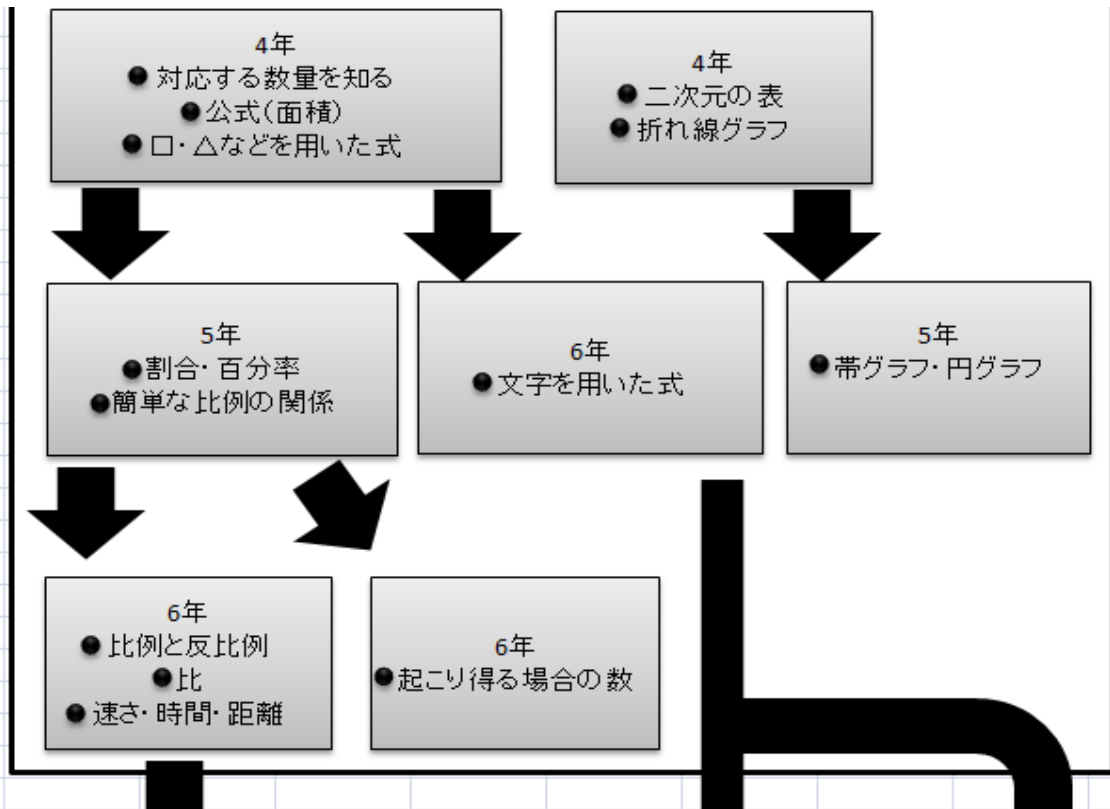 4年
●対応する数量を知る
●公式(面積)
●□・△などを用いた式
4年
●二次元の表
●折れ線グラフ
5年
●割合・百分率
●簡単な比例の関係
6年
●文字を用いた式
5年
●帯グラフ・円グラフ
6年
●比例と反比例
●比
●速さ・時間・距離
6年
●起こり得る場合の数